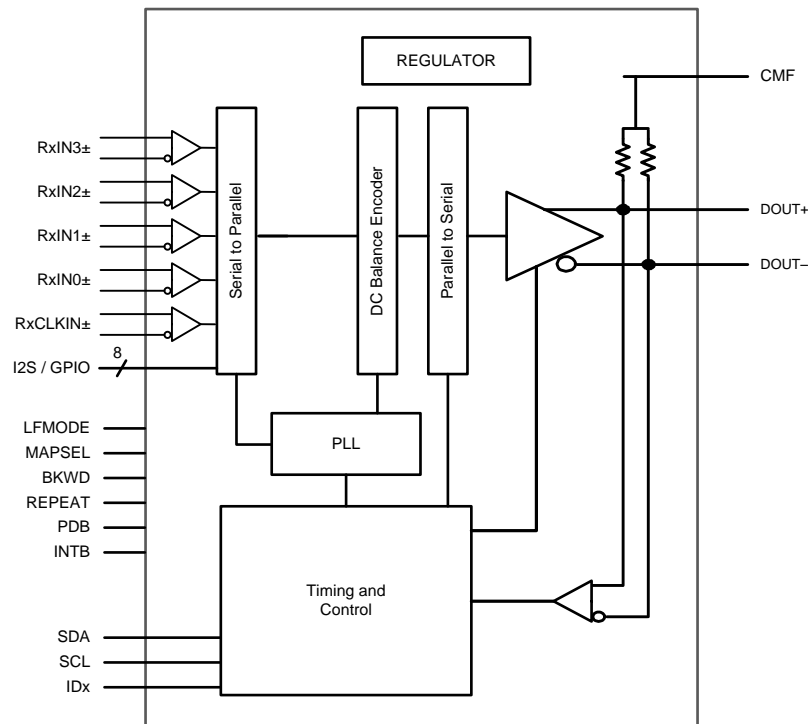 REGULATOR
CMF
RxIN3±
RxIN2±
RxIN1±
RxIN0±
RxCLKIN±
I2S / GPIO
8
Serial to Parallel
DC Balance Encoder
Parallel to Serial
DOUT+
DOUT–
LFMODE
MAPSEL
BKWD
REPEAT
PDB
INTB
PLL
Timing and
Control
SDA
SCL
IDx